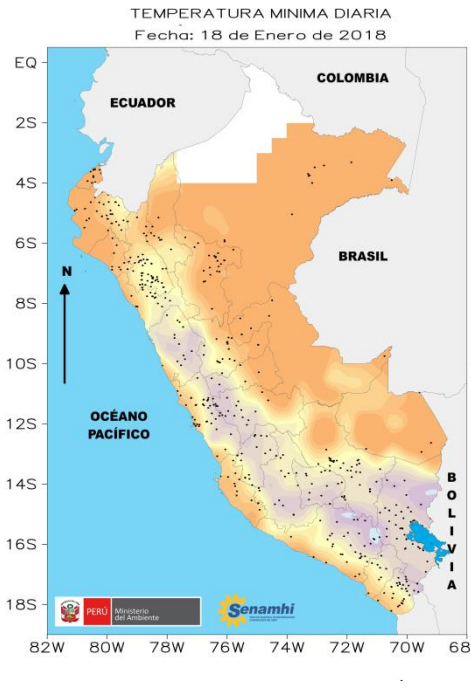 TEMPERATURA MINIMA DIARIA
Fecha: 18 de Enero de 2018
EQ
2S
4S
6S
8S
10S
12S
14S
16S
18S
COLOMBIA
ECUADOR
BRASIL
N
OCÉANO
PACÍFICO
BOLIVIA
PERÚ
Ministerio
del Ambiente
Senamhi
82W 80W 78W 76W 74W 72W 70W 68